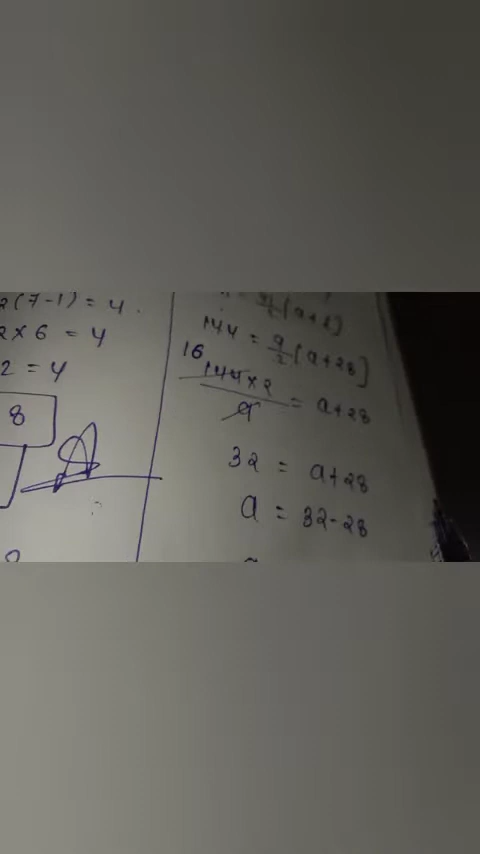 2(7-1) = 4.
2×6 = 4
2 = 4
8
(a+l)
144 = 9/2 [a+28]
16
144×2/9 = a+28
32 = a+28
a = 32-28